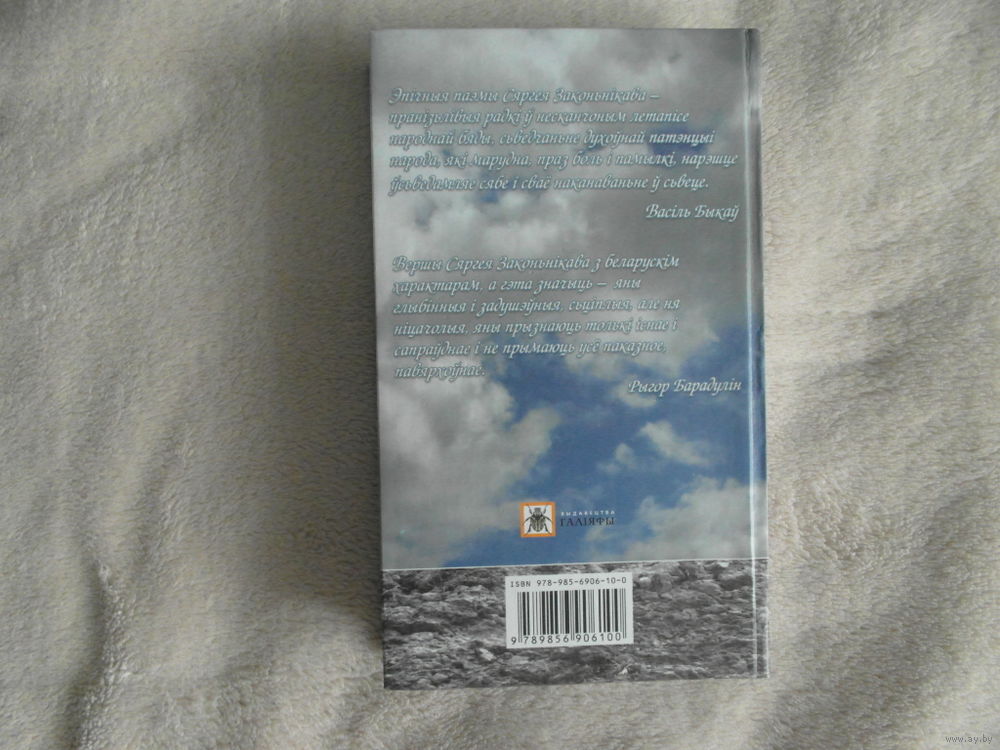 Эпічныя паэмы Сяргея Законьнікава –
пранізьлівыя радкі ў несканчоным летапісе
народнай бяды, сьведчаньне духоўнай патэнцыі
народа, які марудна, праз боль і памылкі, нарэшце
ўсьведамляе сябе і сваё наканаваньне ў сьвеце.
Васіль Быкаў
Вершы Сяргея Законьнікава з беларускім
характарам, а гэта значыць – яны
глыбінныя і задушэўныя, сьціплыя, але ня
ніцачолыя, яны прызнаюць толькі існае і
сапраўднае і не прымаюць усё паказное,
павярхоўнае.
Рыгор Барадулін
ВЫДАВЕЦТВА
ГАЛІЯФЫ
ISBN 978-985-6906-10-0
9 789856 906100
www.ay.by